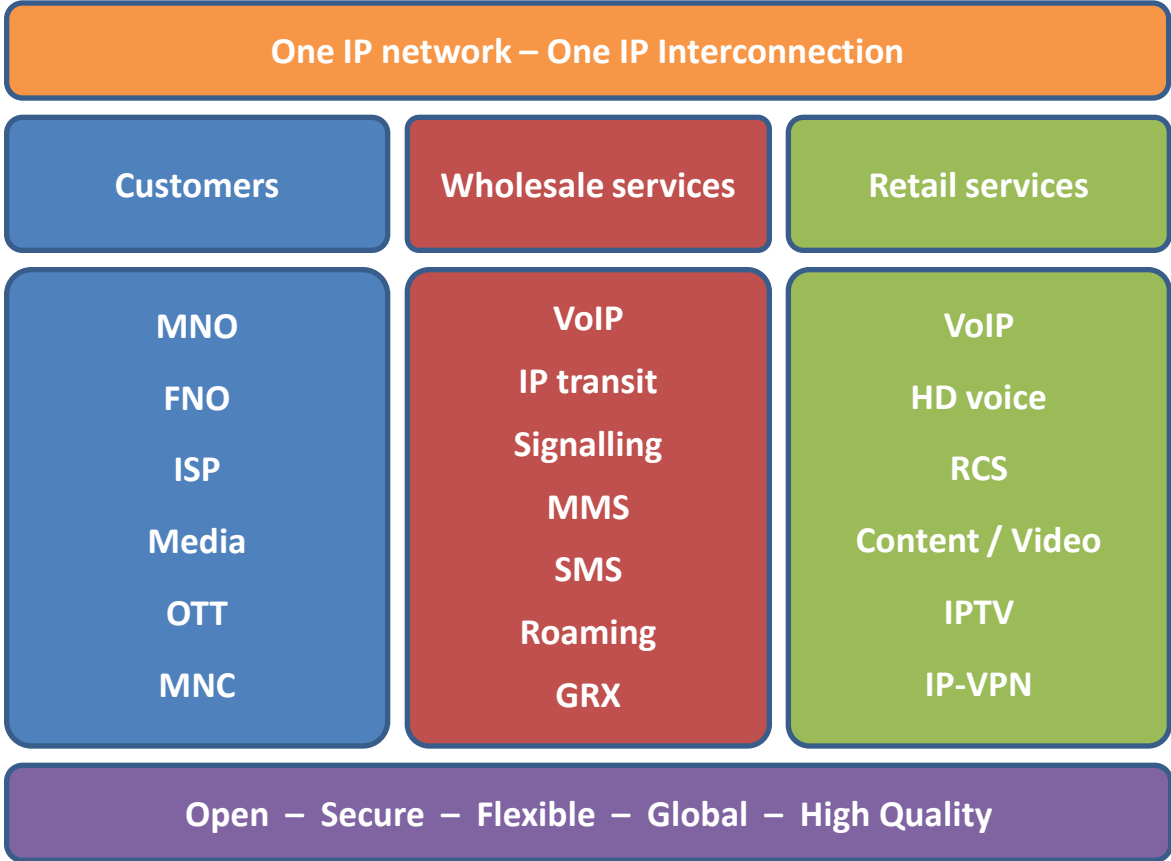 One IP network – One IP Interconnection
Customers
Wholesale services
Retail services
MNO
FNO
ISP
Media
OTT
MNC
VoIP
IP transit
Signalling
MMS
SMS
Roaming
GRX
VoIP
HD voice
RCS
Content / Video
IPTV
IP-VPN
Open – Secure – Flexible – Global – High Quality